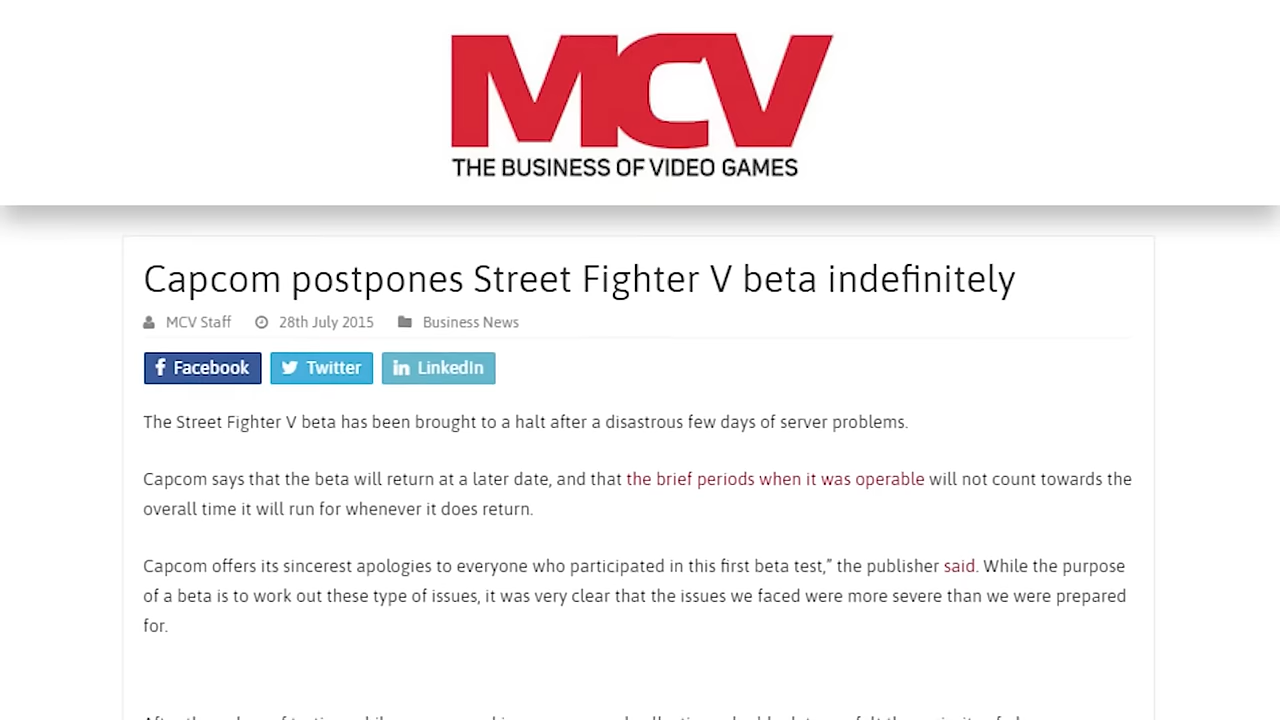 MCV
THE BUSINESS OF VIDEO GAMES
Capcom postpones Street Fighter V beta indefinitely
MCV Staff 28th July 2015 Business News
Facebook Twitter LinkedIn
The Street Fighter V beta has been brought to a halt after a disastrous few days of server problems.
Capcom says that the beta will return at a later date, and that the brief periods when it was operable will not count towards the
overall time it will run for whenever it does return.
Capcom offers its sincerest apologies to everyone who participated in this first beta test,” the publisher said. While the purpose
of a beta is to work out these type of issues, it was very clear that the issues we faced were more severe than we were prepared
for.